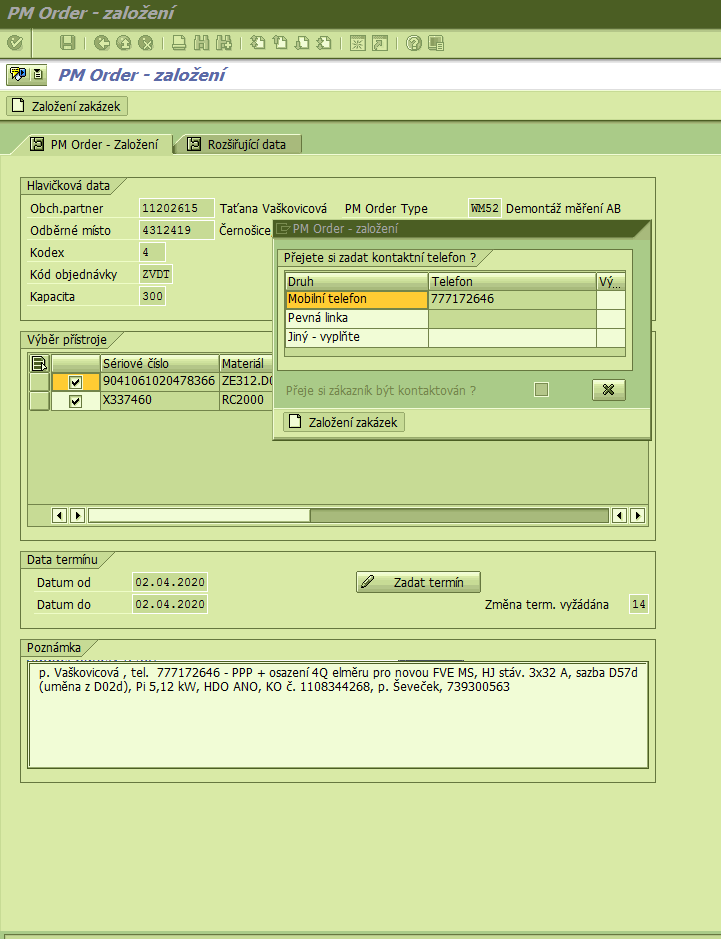 PM Order - založení
PM Order - založení
Založení zakázek
PM Order - Založení
Rozšiřující data
Hlavičková data
Obch.partner 11202615 Taťana Vaškovicová PM Order Type WM52 Demontáž měření AB
Odběrné místo 4312419 Černošice
Kodex 4
Kód objednávky ZVDT
Kapacita 300
PM Order - založení
Přejete si zadat kontaktní telefon ?
Druh Telefon Vý...
Mobilní telefon 777172646
Pevná linka
Jiný - vyplňte
Přeje si zákazník být kontaktován ?
Založení zakázek
Výběr přístroje
Sériové číslo Materiál
9041061020478366 ZE312.D0
X337460 RC2000
Data termínu
Datum od 02.04.2020 Zadat termín
Datum do 02.04.2020 Změna term. vyžádána 14
Poznámka
p. Vaškovicová , tel. 777172646 - PPP + osazení 4Q elměru pro novou FVE MS, HJ stáv. 3x32 A, sazba D57d
(uměna z D02d), Pi 5,12 kW, HDO ANO, KO č. 1108344268, p. Ševeček, 739300563